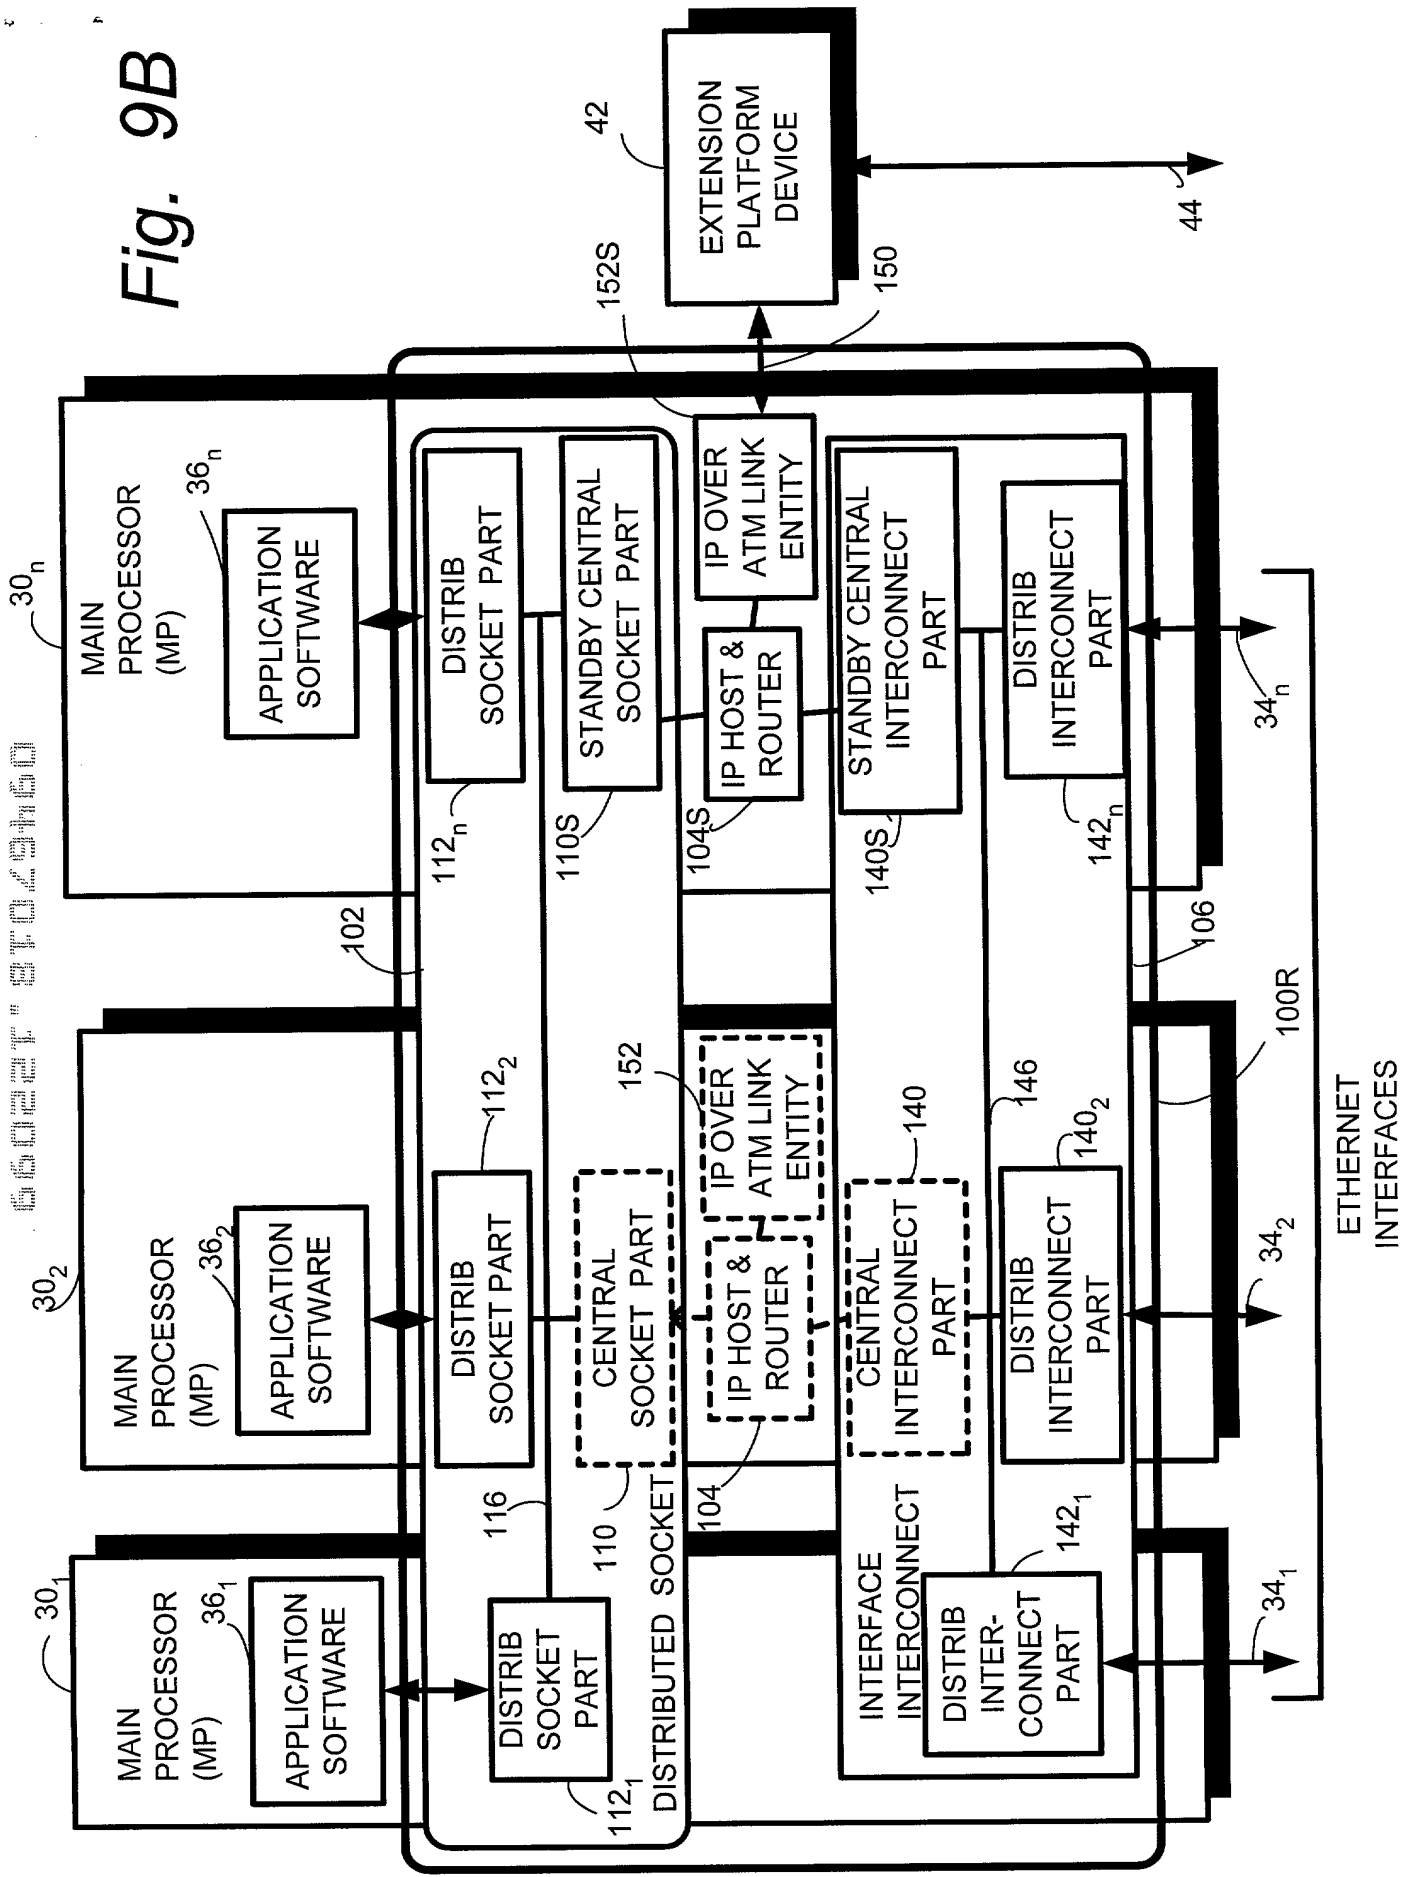 Fig. 9B
30₁
MAIN
PROCESSOR
(MP)
36₁
APPLICATION
SOFTWARE
30₂
MAIN
PROCESSOR
(MP)
36₂
APPLICATION
SOFTWARE
30ₙ
MAIN
PROCESSOR
(MP)
36ₙ
APPLICATION
SOFTWARE
102
DISTRIB
SOCKET
PART
112₁
116
DISTRIB
SOCKET PART
112₂
DISTRIB
SOCKET PART
112ₙ
DISTRIBUTED SOCKET
110
CENTRAL
SOCKET PART
110S
STANDBY CENTRAL
SOCKET PART
104
IP HOST &
ROUTER
152
IP OVER
ATM LINK
ENTITY
104S
IP HOST &
ROUTER
152S
IP OVER
ATM LINK
ENTITY
150
42
EXTENSION
PLATFORM
DEVICE
44
INTERFACE
INTERCONNECT
CENTRAL
INTERCONNECT
PART
140
140S
STANDBY CENTRAL
INTERCONNECT
PART
DISTRIB
INTER-
CONNECT
PART
142₁
146
DISTRIB
INTERCONNECT
PART
140₂
DISTRIB
INTERCONNECT
PART
142ₙ
106
100R
34₁
34₂
34ₙ
ETHERNET
INTERFACES